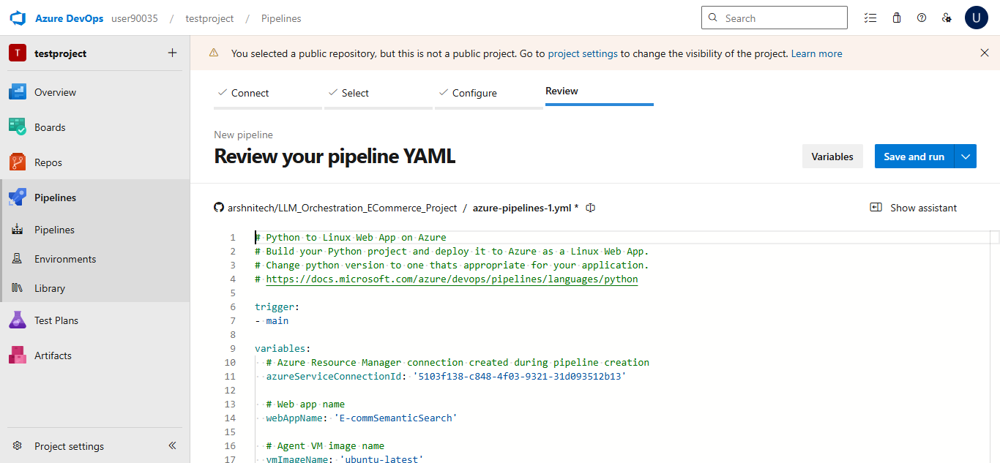 Azure DevOps user90035 / testproject / Pipelines
Search
U
T testproject
Overview
Boards
Repos
Pipelines
Pipelines
Environments
Library
Test Plans
Artifacts
Project settings
You selected a public repository, but this is not a public project. Go to project settings to change the visibility of the project. Learn more
Connect
Select
Configure
Review
New pipeline
Review your pipeline YAML
Variables
Save and run
arshnitech/LLM_Orchestration_ECommerce_Project / azure-pipelines-1.yml *
Show assistant
1 # Python to Linux Web App on Azure
2 # Build your Python project and deploy it to Azure as a Linux Web App.
3 # Change python version to one thats appropriate for your application.
4 # https://docs.microsoft.com/azure/devops/pipelines/languages/python
5
6 trigger:
7 - main
8
9 variables:
10 # Azure Resource Manager connection created during pipeline creation
11 azureServiceConnectionId: '5103f138-c848-4f03-9321-31d093512b13'
12
13 # Web app name
14 webAppName: 'E-commSemanticSearch'
15
16 # Agent VM image name
17 vmImageName: 'ubuntu-latest'